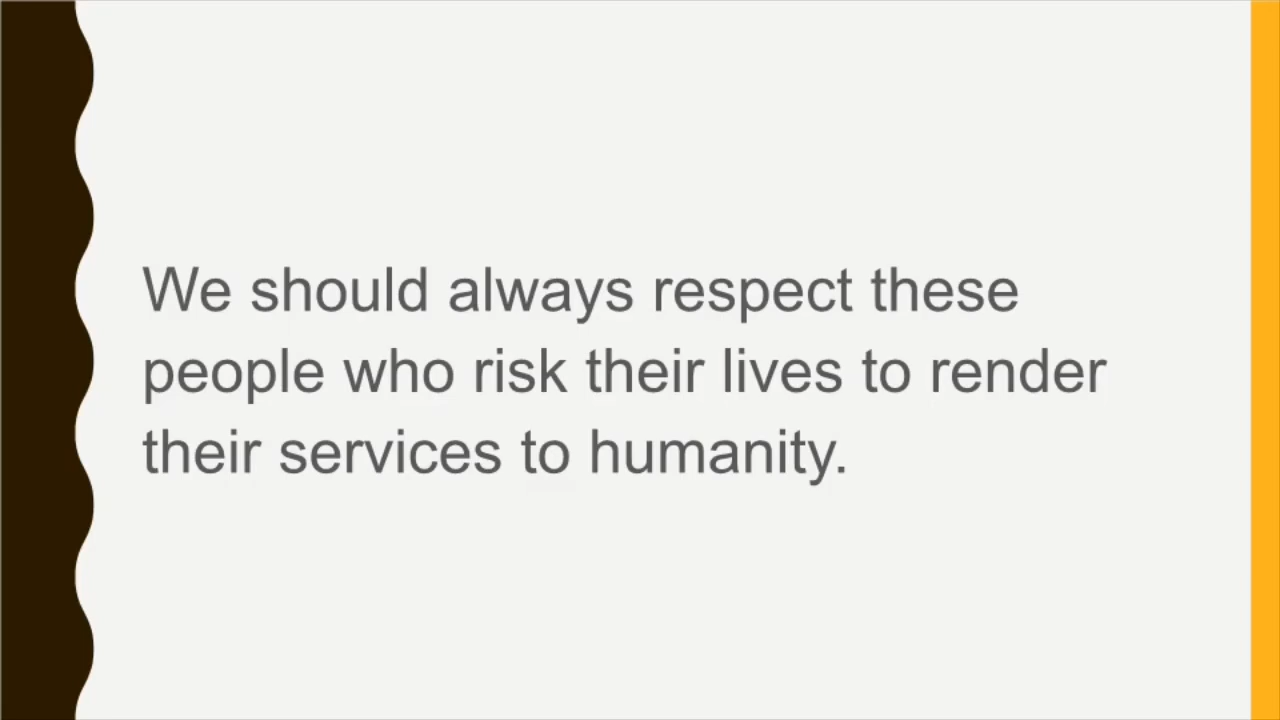 We should always respect these
people who risk their lives to render
their services to humanity.